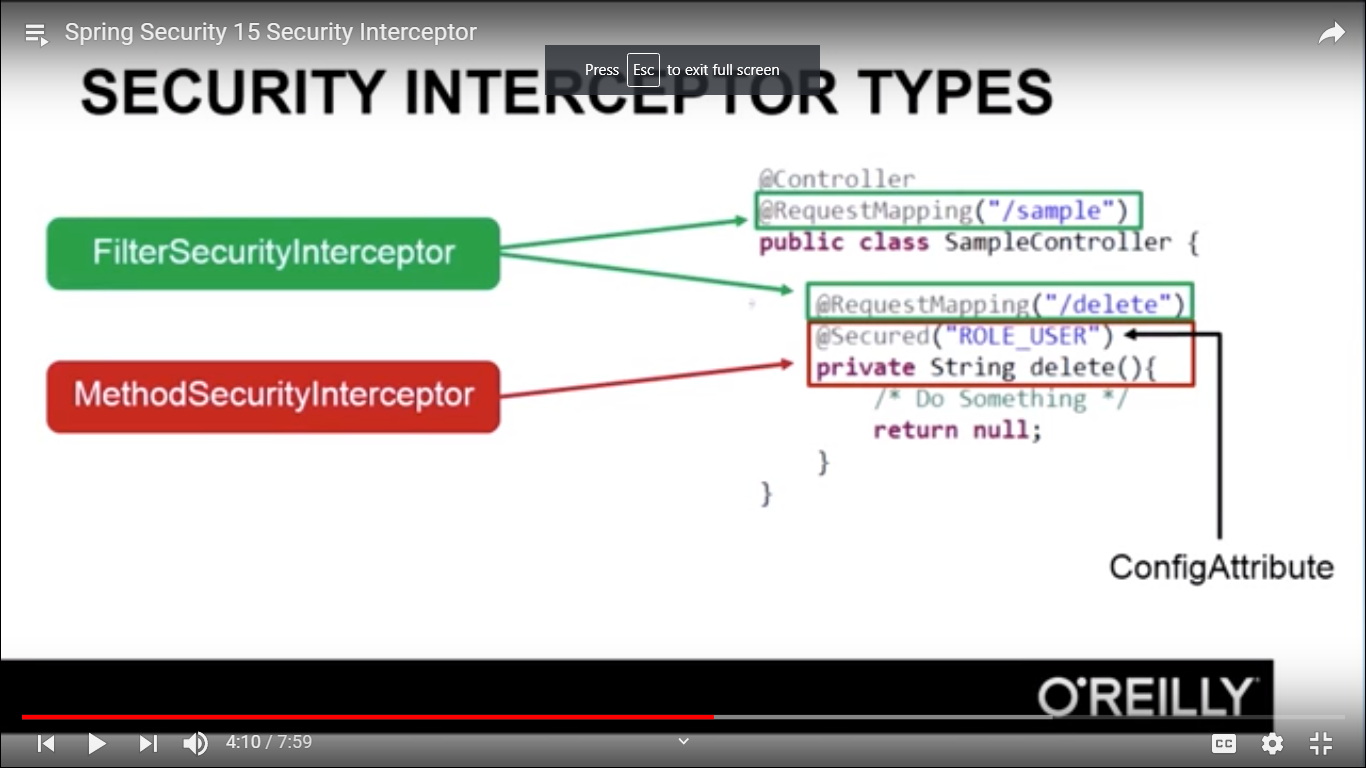 Spring Security 15 Security Interceptor
Press Esc to exit full screen
SECURITY INTERCEPTOR TYPES
FilterSecurityInterceptor
MethodSecurityInterceptor
@Controller
@RequestMapping("/sample")
public class SampleController {
@RequestMapping("/delete")
@Secured("ROLE_USER")
private String delete(){
/* Do Something */
return null;
}
}
ConfigAttribute
O'REILLY
4:10 / 7:59
CC